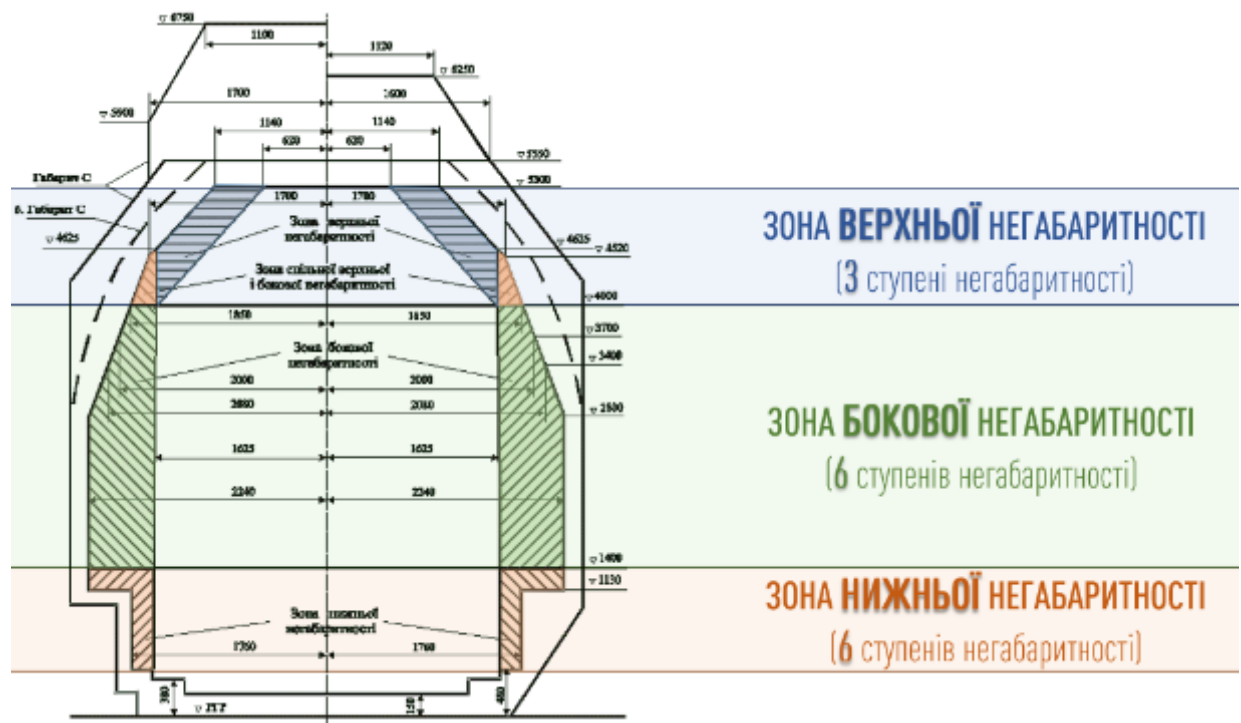 ▽ 6750
1100
1120
▽ 6250
1700
1600
▽ 5900
1140
1140
620
620
▽ 5550
▽ 5300
Габарит С
1700
1700
Габарит С
Зона верхньої
негабаритності
▽ 4625
▽ 4625
▽ 4520
Зона спільної верхньої
і бокової негабаритності
▽ 4000
1850
1850
▽ 3700
Зона бокової
негабаритності
▽ 3400
2000
2000
2080
2080
▽ 2800
1625
1625
2240
2240
▽ 1400
▽ 1130
Зона нижньої
негабаритності
1760
1760
380
150
480
ЗОНА ВЕРХНЬОЇ НЕГАБАРИТНОСТІ
(3 ступені негабаритності)
ЗОНА БОКОВОЇ НЕГАБАРИТНОСТІ
(6 ступенів негабаритності)
ЗОНА НИЖНЬОЇ НЕГАБАРИТНОСТІ
(6 ступенів негабаритності)